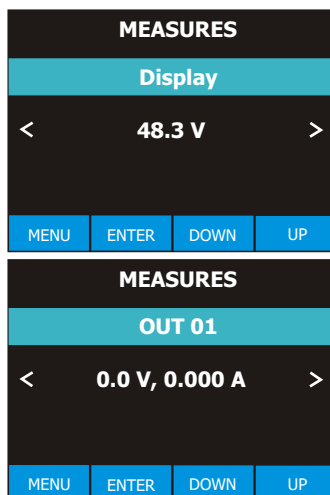 MEASURES
Display
< 48.3 V >
MENU ENTER DOWN UP
MEASURES
OUT 01
< 0.0 V, 0.000 A >
MENU ENTER DOWN UP